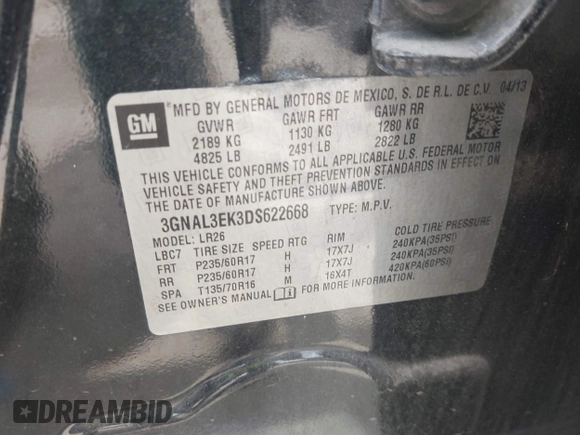 GM
MFD BY GENERAL MOTORS DE MEXICO, S. DE R.L. DE C.V. 04/13
GVWR GAWR FRT GAWR RR
2189 KG 1130 KG 1280 KG
4825 LB 2491 LB 2822 LB
THIS VEHICLE CONFORMS TO ALL APPLICABLE U.S. FEDERAL MOTOR
VEHICLE SAFETY AND THEFT PREVENTION STANDARDS IN EFFECT ON
THE DATE OF MANUFACTURE SHOWN ABOVE.
3GNAL3EK3DS622668 TYPE: M.P.V.
MODEL: LR26
LBC7 TIRE SIZE SPEED RTG RIM COLD TIRE PRESSURE
FRT P235/60R17 H 17X7J 240KPA(35PSI)
RR P235/60R17 H 17X7J 240KPA(35PSI)
SPA T135/70R16 M 16X4T 420KPA(60PSI)
SEE OWNER'S MANUAL FOR MORE INFORMATION
DREAMBID